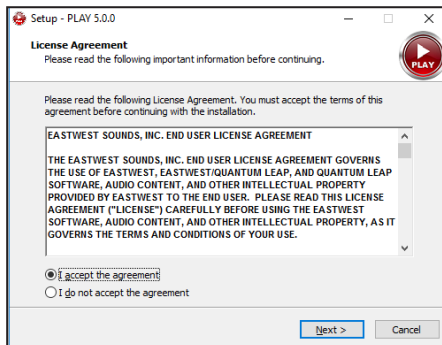 Setup - PLAY 5.0.0
License Agreement
Please read the following important information before continuing.
PLAY
Please read the following License Agreement. You must accept the terms of this
agreement before continuing with the installation.
EASTWEST SOUNDS, INC. END USER LICENSE AGREEMENT
THE EASTWEST SOUNDS, INC. END USER LICENSE AGREEMENT GOVERNS
THE USE OF EASTWEST, EASTWEST/QUANTUM LEAP, AND QUANTUM LEAP
SOFTWARE, AUDIO CONTENT, AND OTHER INTELLECTUAL PROPERTY
PROVIDED BY EASTWEST TO THE END USER. PLEASE READ THIS LICENSE
AGREEMENT ("LICENSE") CAREFULLY BEFORE USING THE EASTWEST
SOFTWARE, AUDIO CONTENT, AND OTHER INTELLECTUAL PROPERTY, AS IT
GOVERNS THE TERMS AND CONDITIONS OF YOUR USE.
I accept the agreement
I do not accept the agreement
Next >
Cancel